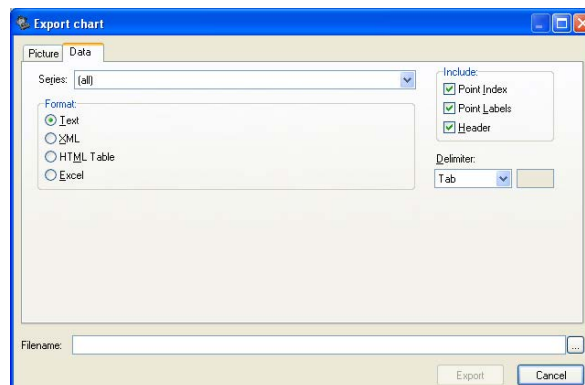 Export chart
Picture Data
Series: (all)
Include:
Point Index
Point Labels
Header
Format:
Text
XML
HTML Table
Excel
Delimiter:
Tab
Filename:
...
Export Cancel